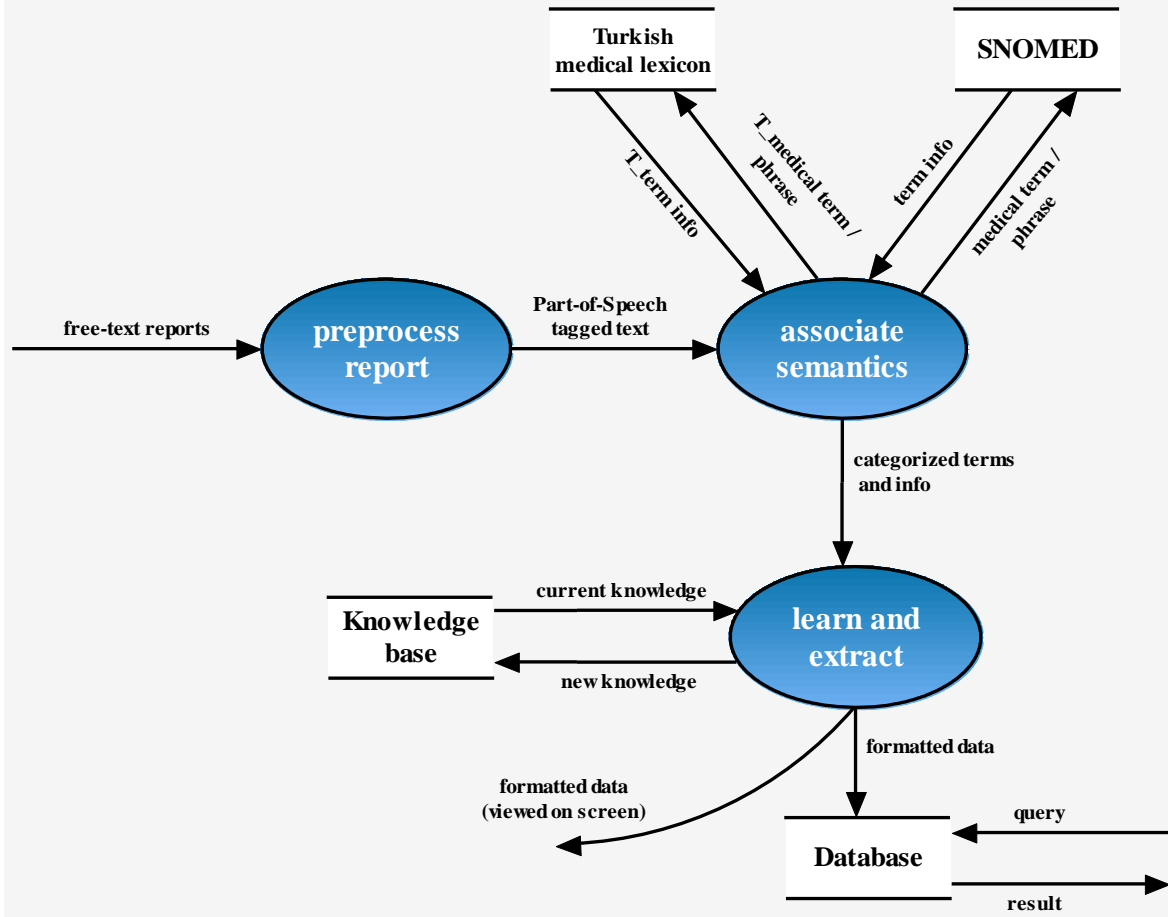 Turkish
medical lexicon
SNOMED
T_term info
T_medical term /
phrase
term info
medical term /
phrase
free-text reports
preprocess
report
Part-of-Speech
tagged text
associate
semantics
categorized terms
and info
Knowledge
base
current knowledge
new knowledge
learn and
extract
formatted data
(viewed on screen)
formatted data
Database
query
result